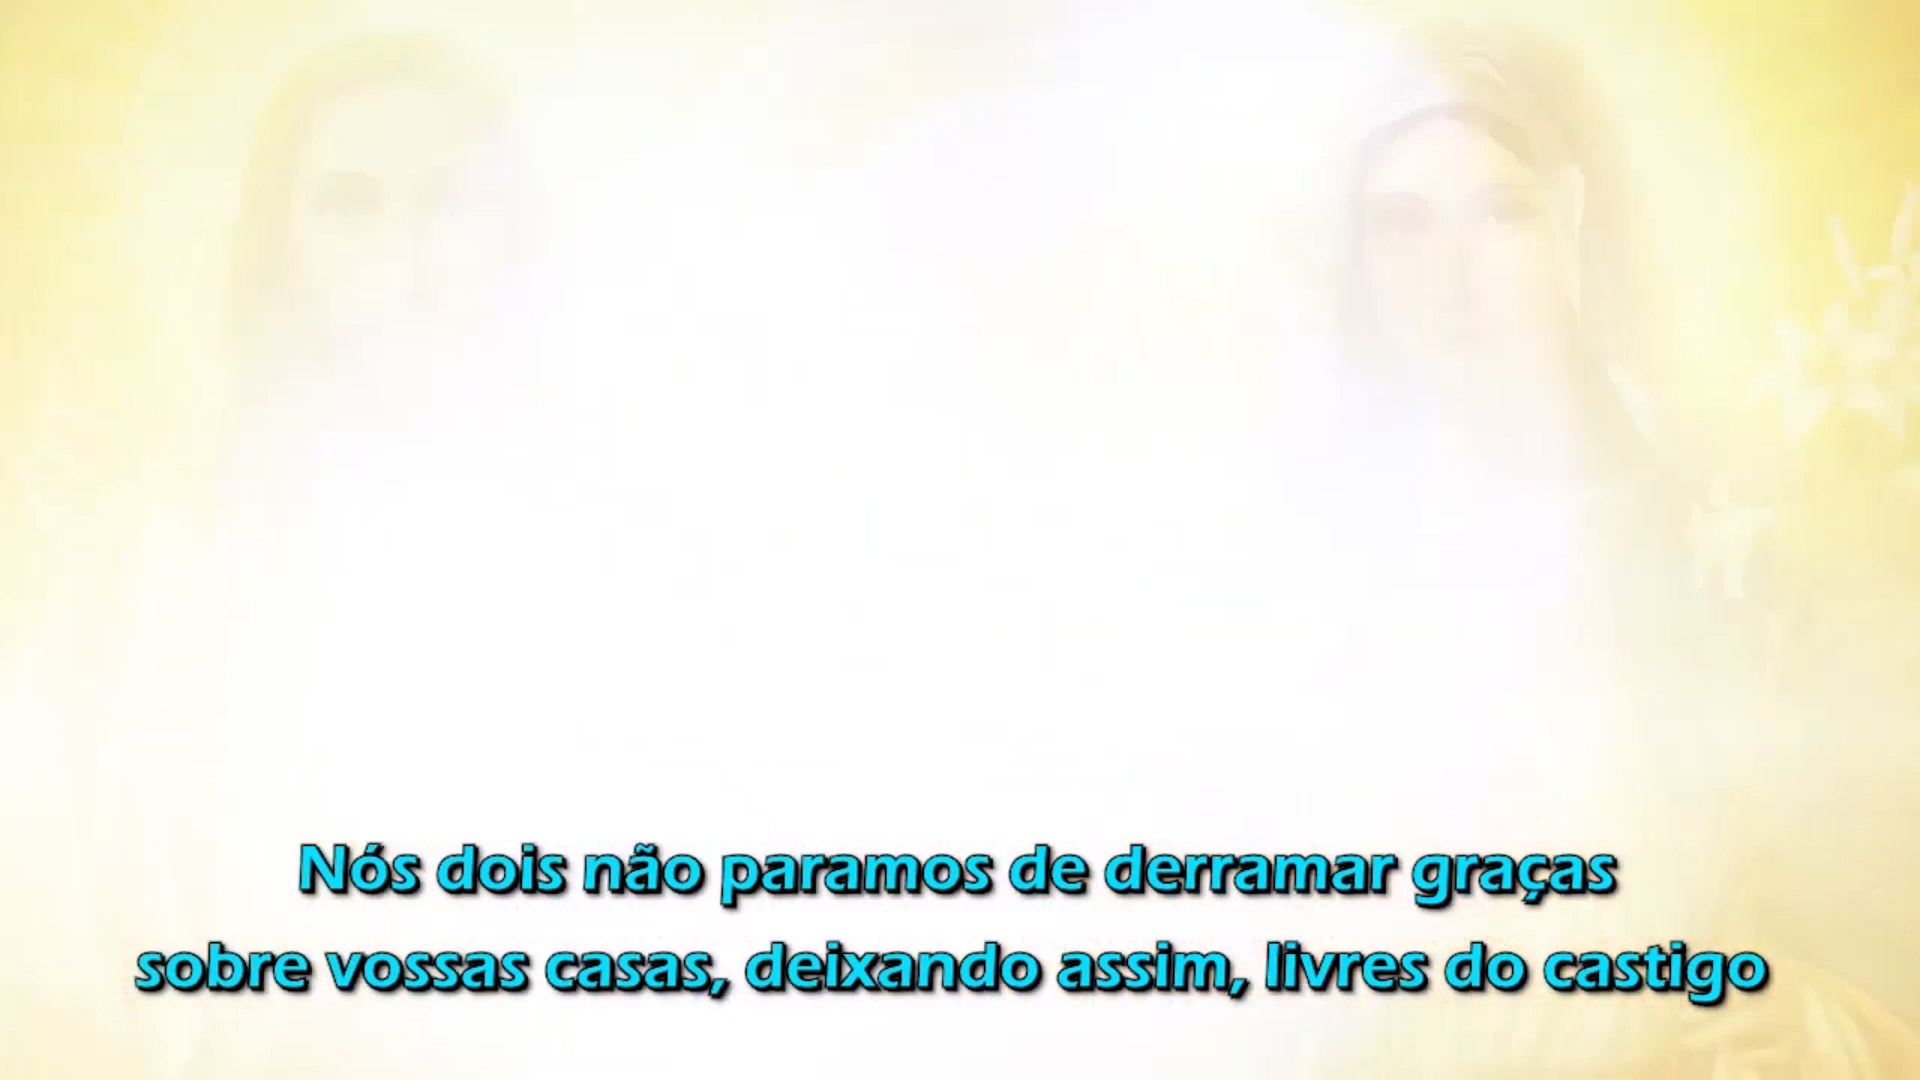 Nós dois não paramos de derramar graças
sobre vossas casas, deixando assim, livres do castigo